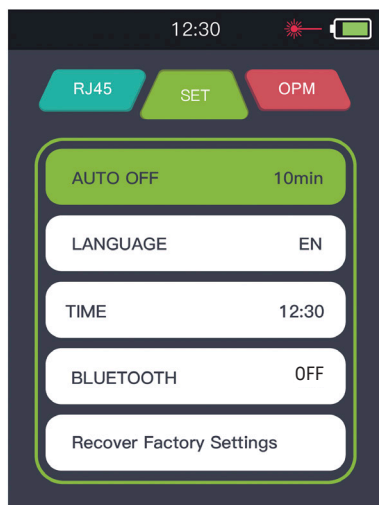 12:30
RJ45 SET OPM
AUTO OFF 10min
LANGUAGE EN
TIME 12:30
BLUETOOTH OFF
Recover Factory Settings